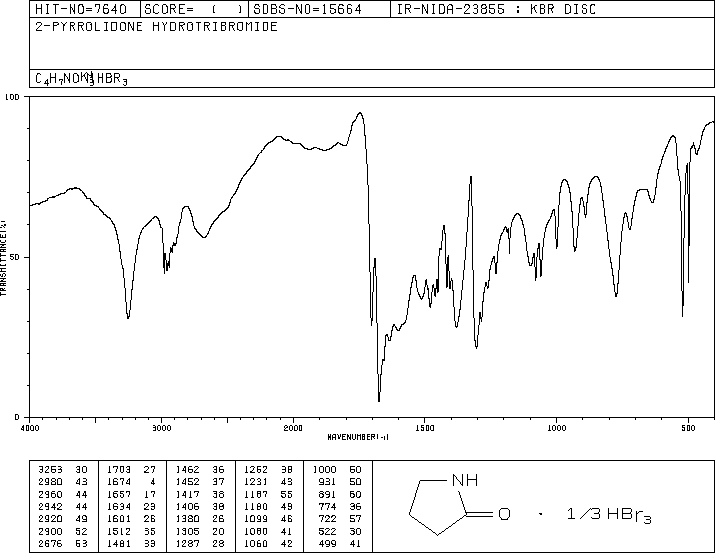 HIT-NO=7640 SCORE= ( ) SDBS-NO=15664 IR-NIDA-23855 : KBR DISC
2-PYRROLIDONE HYDROTRIBROMIDE
C4H7NO HBR3
100
50
0
TRANSMITTANCE(%)
4000 3000 2000 1500 1000 500
WAVENUMBER(-1)
3253 30 1703 27 1462 36 1262 38 1000 50
2980 43 1674 4 1452 37 1231 43 931 50
2960 44 1657 17 1417 38 1187 55 891 60
2942 44 1634 23 1406 38 1180 49 774 36
2920 49 1601 26 1380 26 1099 46 722 57
2900 52 1512 35 1305 20 1080 41 522 30
2676 53 1481 33 1287 28 1060 42 499 41
NH
O · 1/3 HBr3